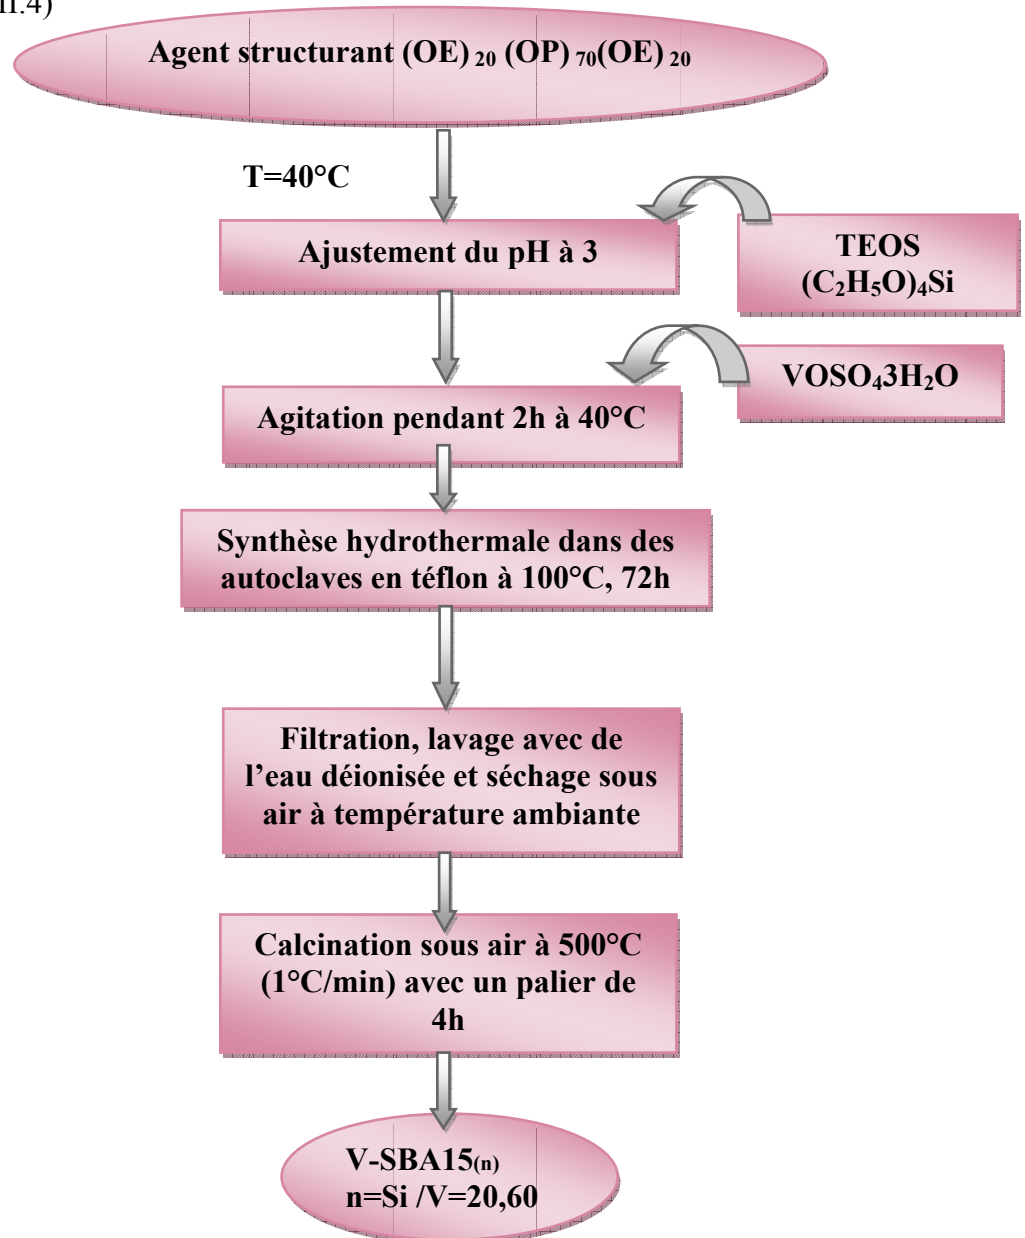 II.4)
Agent structurant (OE) 20 (OP) 70(OE) 20
T=40°C
Ajustement du pH à 3
TEOS
(C2H5O)4Si
VOSO43H2O
Agitation pendant 2h à 40°C
Synthèse hydrothermale dans des
autoclaves en téflon à 100°C, 72h
Filtration, lavage avec de
l’eau déionisée et séchage sous
air à température ambiante
Calcination sous air à 500°C
(1°C/min) avec un palier de
4h
V-SBA15(n)
n=Si /V=20,60